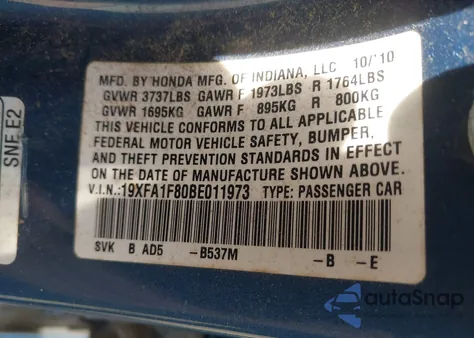 MFD. BY HONDA MFG. OF INDIANA, LLC 10/'10
GVWR 3737LBS GAWR F 1973LBS R 1764LBS
GVWR 1695KG GAWR F 895KG R 800KG
THIS VEHICLE CONFORMS TO ALL APPLICABLE
FEDERAL MOTOR VEHICLE SAFETY, BUMPER,
AND THEFT PREVENTION STANDARDS IN EFFECT
ON THE DATE OF MANUFACTURE SHOWN ABOVE.
V.I.N.:19XFA1F80BE011973 TYPE: PASSENGER CAR
SVK B AD5 -B537M -B -E
SNE E2
autoSnap